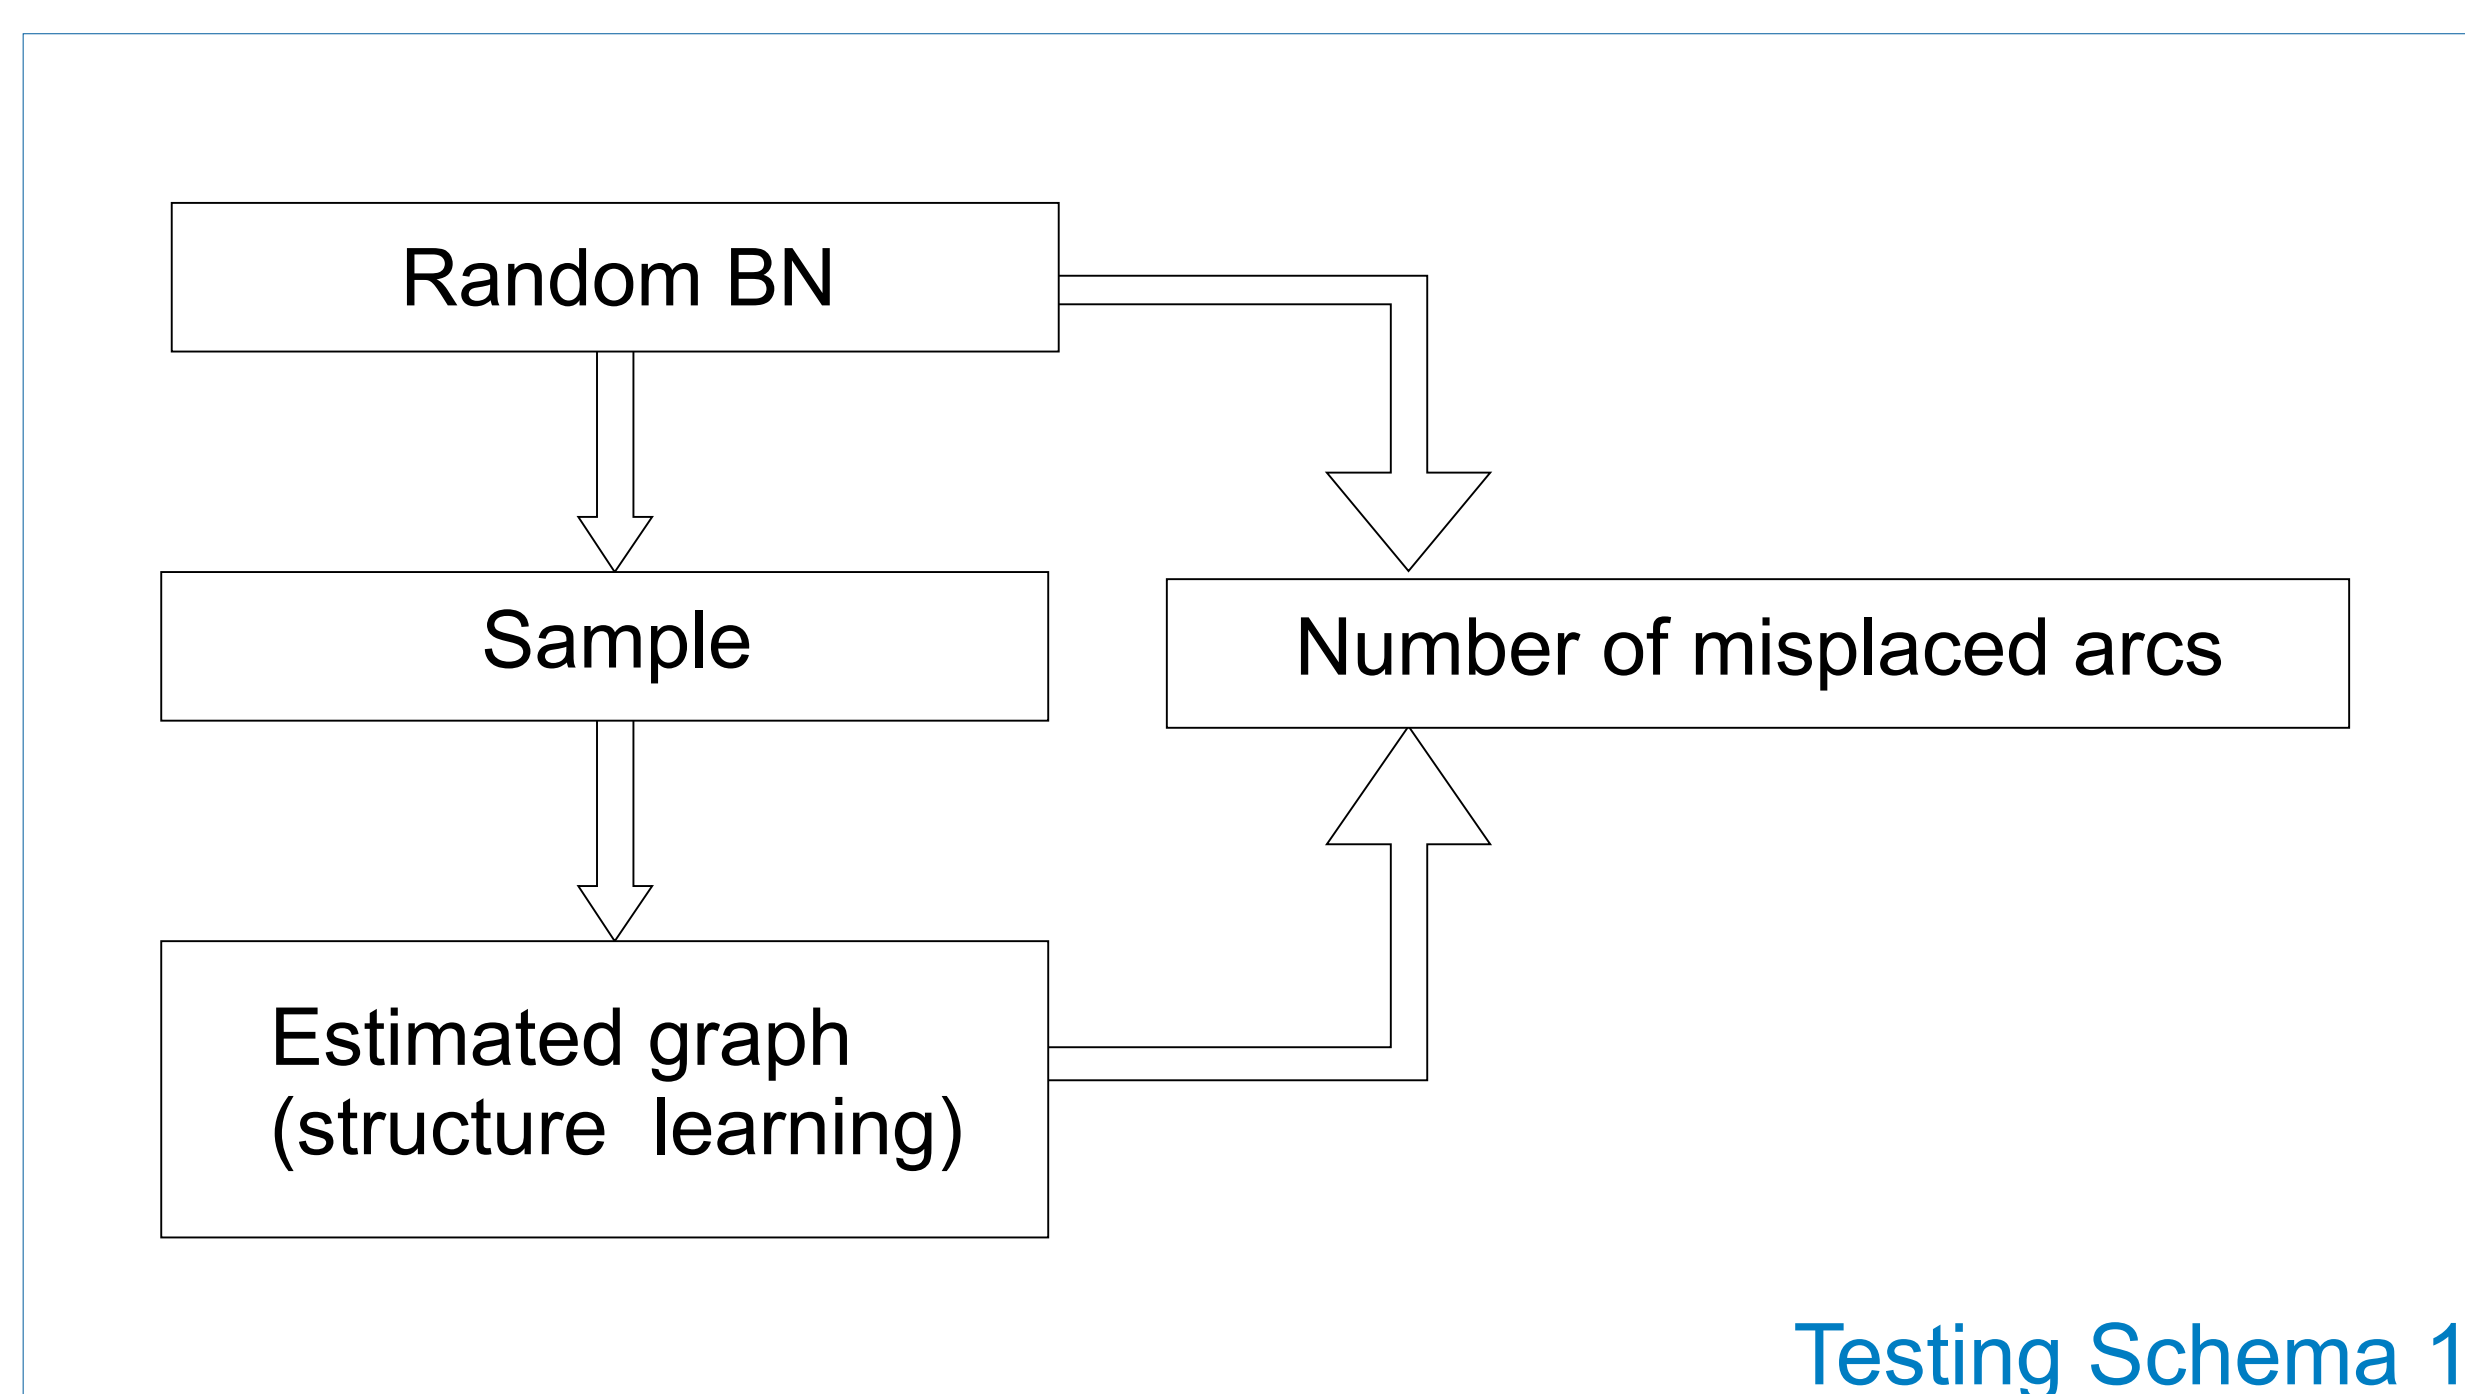 Random BN
Sample
Number of misplaced arcs
Estimated graph
(structure  learning)
Testing Schema 1